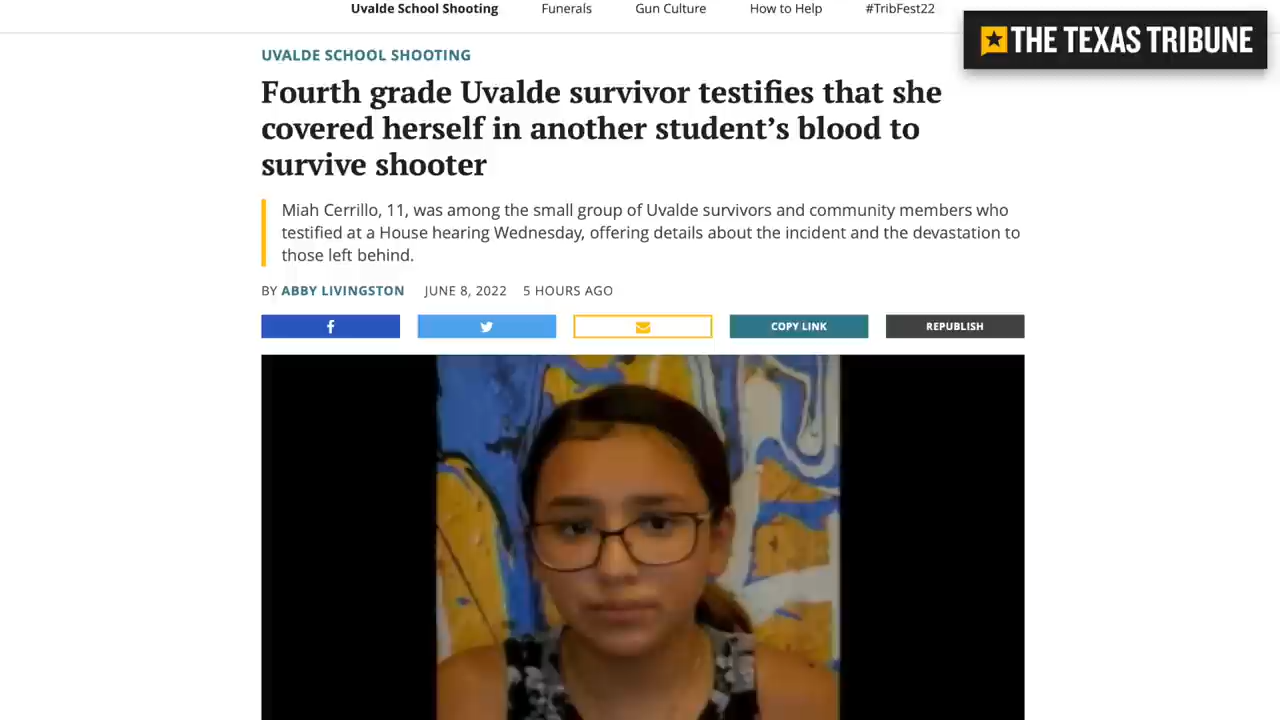 Uvalde School Shooting Funerals Gun Culture How to Help #TribFest22
THE TEXAS TRIBUNE
UVALDE SCHOOL SHOOTING
Fourth grade Uvalde survivor testifies that she
covered herself in another student’s blood to
survive shooter
Miah Cerrillo, 11, was among the small group of Uvalde survivors and community members who
testified at a House hearing Wednesday, offering details about the incident and the devastation to
those left behind.
BY ABBY LIVINGSTON JUNE 8, 2022 5 HOURS AGO
COPY LINK REPUBLISH